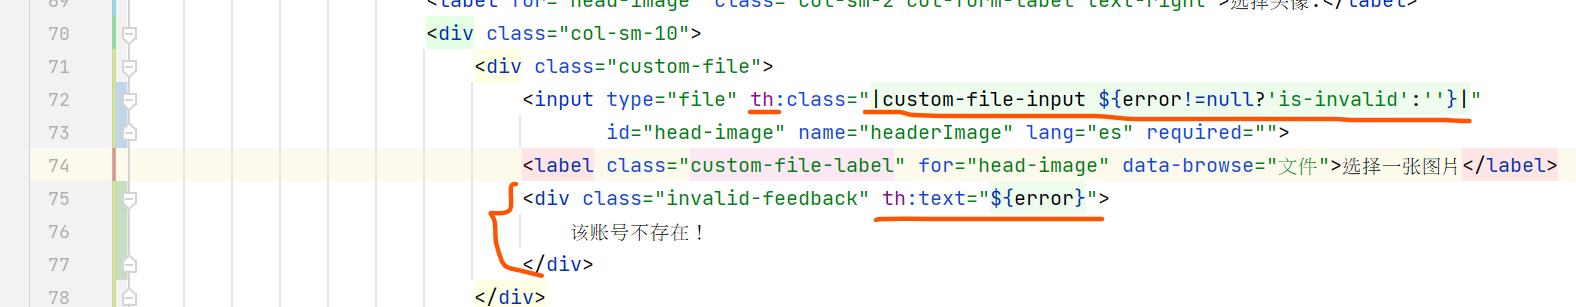 69 <label for="head-image" class="col-sm-2 col-form-label text-right">选择头像:</label>
70 <div class="col-sm-10">
71 <div class="custom-file">
72 <input type="file" th:class="|custom-file-input ${error!=null?'is-invalid':''}|"
73 id="head-image" name="headerImage" lang="es" required="">
74 <label class="custom-file-label" for="head-image" data-browse="文件">选择一张图片</label>
75 <div class="invalid-feedback" th:text="${error}">
76 该账号不存在！
77 </div>
78 </div>